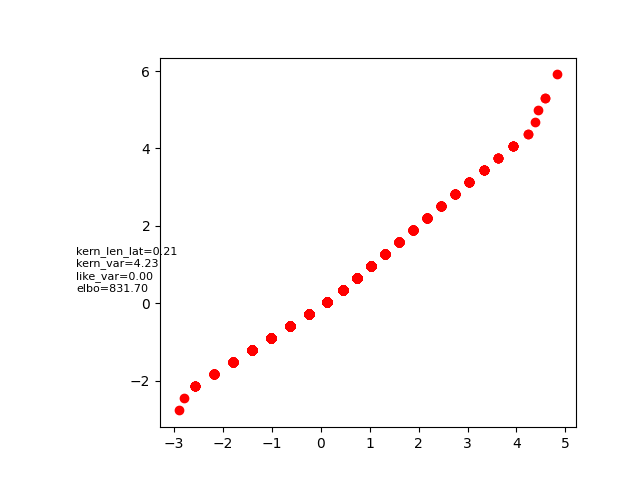 6
4
2
0
−2
kern_len_lat=0.21
kern_var=4.23
like_var=0.00
elbo=831.70
−3 −2 −1 0 1 2 3 4 5